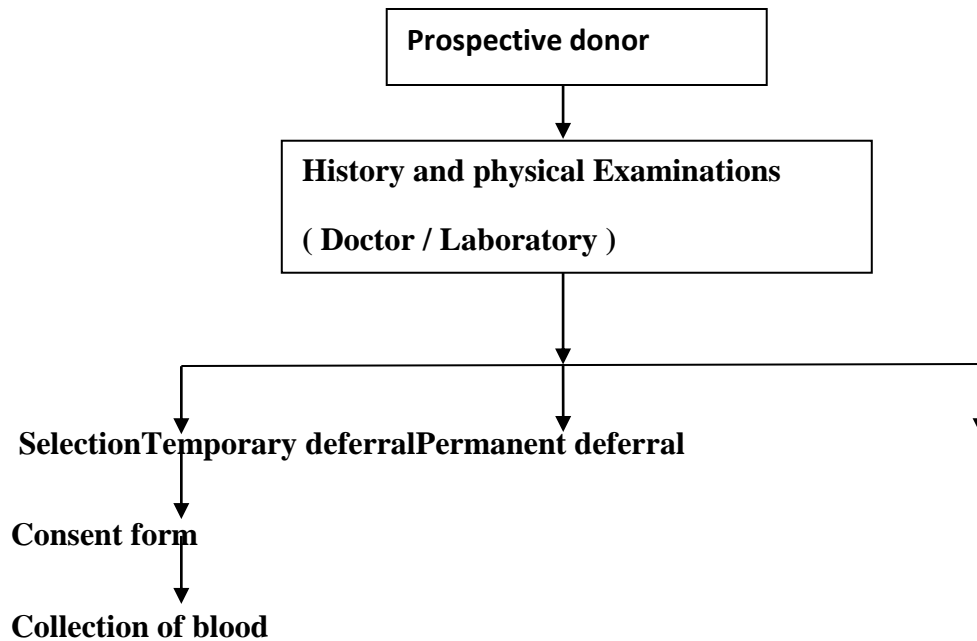 Prospective donor
History and physical Examinations
( Doctor / Laboratory )
SelectionTemporary deferralPermanent deferral
Consent form
Collection of blood